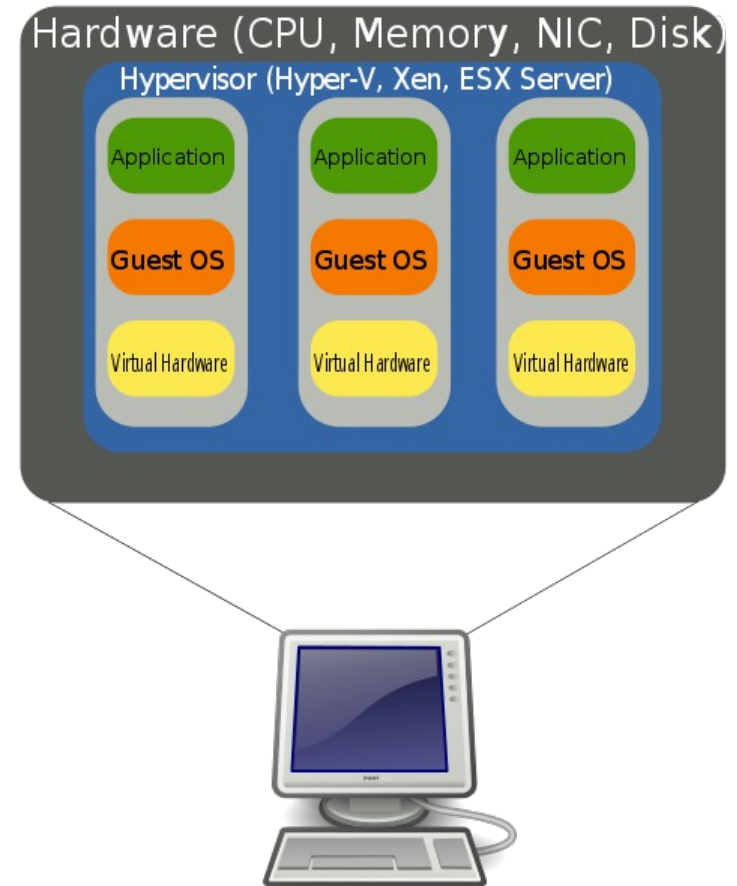 Hardware (CPU, Memory, NIC, Disk)
Hypervisor (Hyper-V, Xen, ESX Server)
Application Application Application
Guest OS Guest OS Guest OS
Virtual Hardware Virtual Hardware Virtual Hardware
PONY